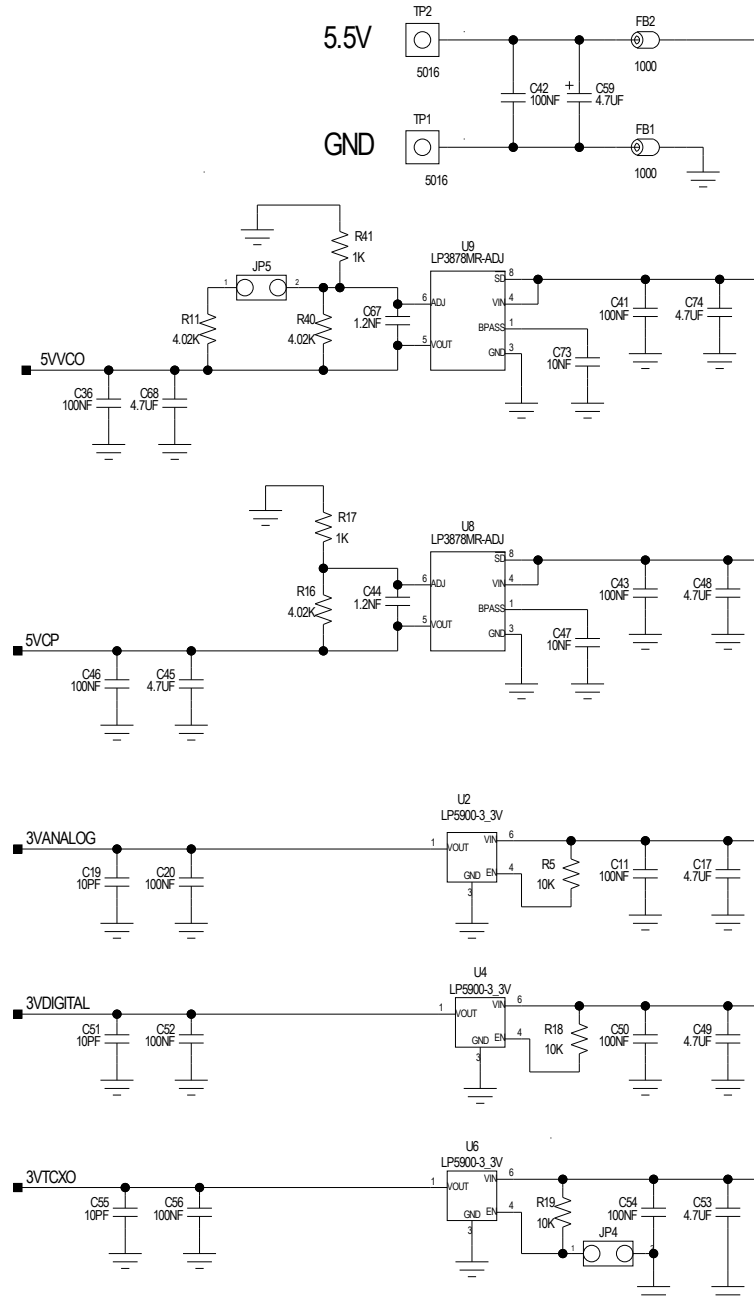 5.5V
TP2
5016
FB2
1000
C42
100NF
+
C59
4.7UF
GND
TP1
5016
FB1
1000
R41
1K
JP5
1
2
R11
4.02K
R40
4.02K
C67
1.2NF
U9
LP3878MR-ADJ
6
ADJ
5
VOUT
SD
8
VIN
4
BPASS
1
GND
3
C73
10NF
C41
100NF
C74
4.7UF
5VVCO
C36
100NF
C68
4.7UF
R17
1K
R16
4.02K
C44
1.2NF
U8
LP3878MR-ADJ
6
ADJ
5
VOUT
SD
8
VIN
4
BPASS
1
GND
3
C47
10NF
C43
100NF
C48
4.7UF
5VCP
C46
100NF
C45
4.7UF
3VANALOG
C19
10PF
C20
100NF
U2
LP5900-3_3V
1
VOUT
VIN
6
GND
EN
4
3
R5
10K
C11
100NF
C17
4.7UF
3VDIGITAL
C51
10PF
C52
100NF
U4
LP5900-3_3V
1
VOUT
VIN
6
GND
EN
4
3
R18
10K
C50
100NF
C49
4.7UF
3VTCXO
C55
10PF
C56
100NF
U6
LP5900-3_3V
1
VOUT
VIN
6
GND
EN
4
3
R19
10K
JP4
1
C54
100NF
C53
4.7UF